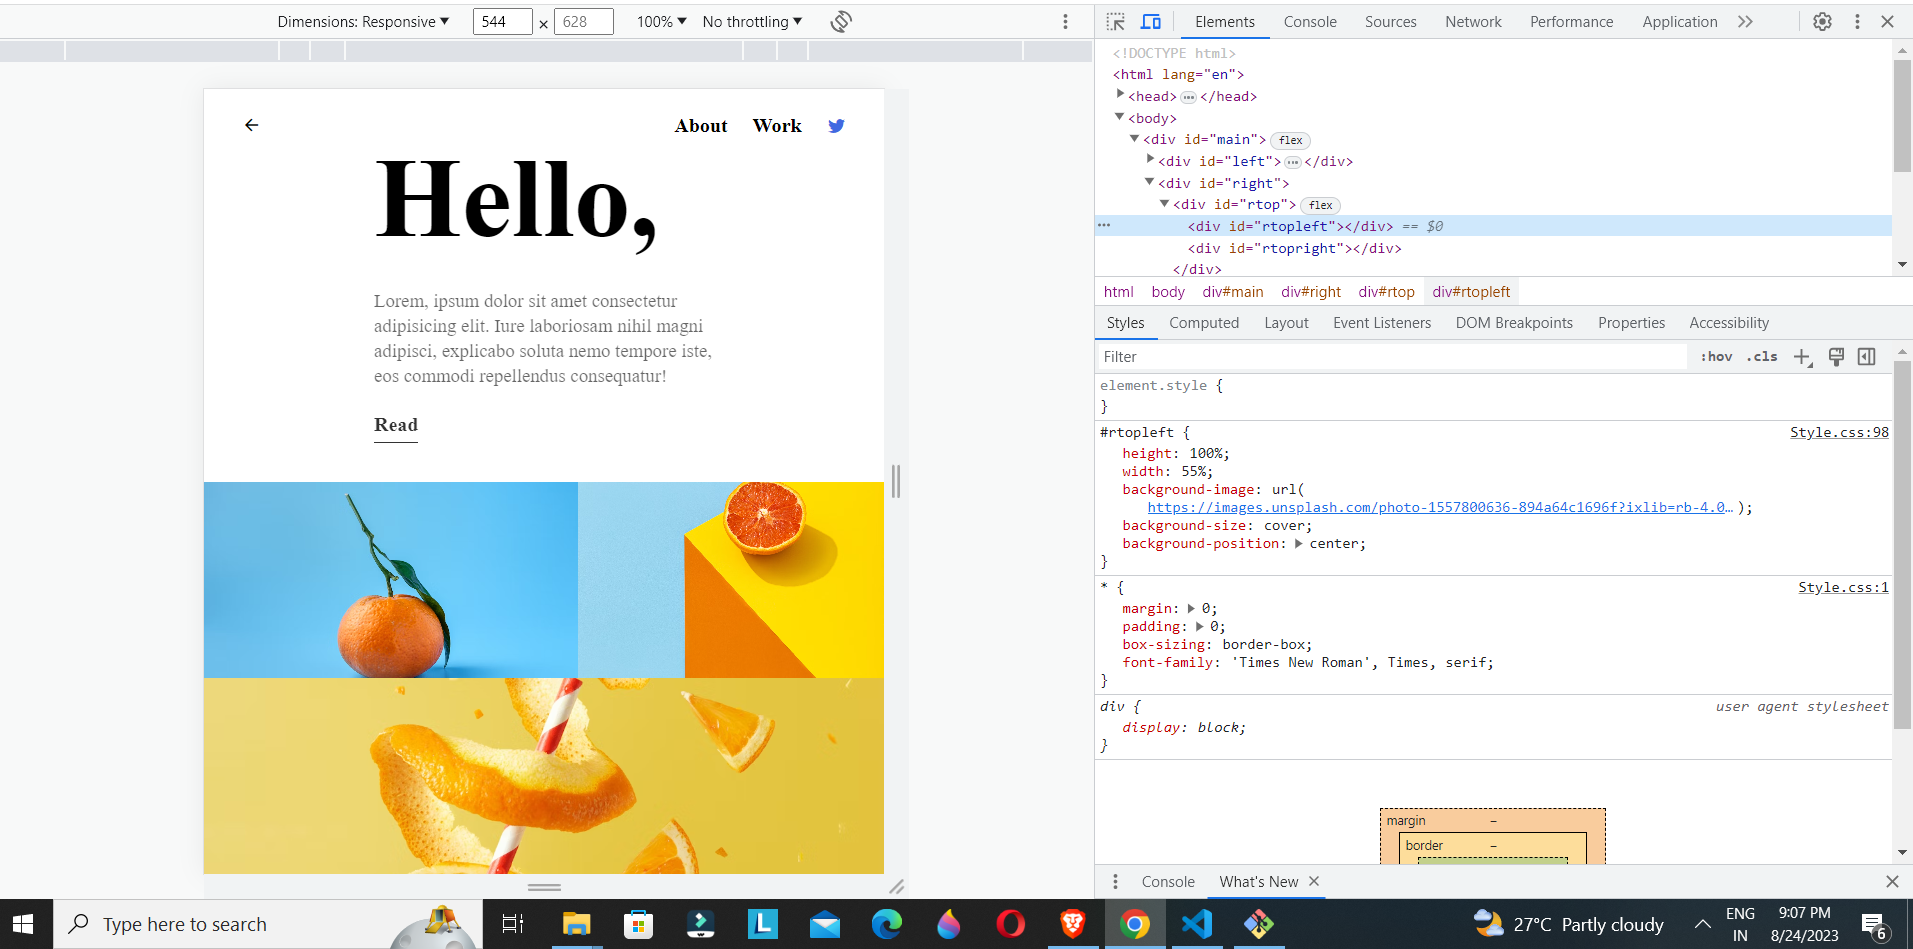 Dimensions: Responsive ▼ 544 × 628 100% ▼ No throttling ▼
Elements Console Sources Network Performance Application
<!DOCTYPE html>
<html lang="en">
<head> ••• </head>
<body>
<div id="main"> flex
<div id="left"> ••• </div>
<div id="right">
<div id="rtop"> flex
••• <div id="rtopleft"></div> == $0
<div id="rtopright"></div>
</div>
html body div#main div#right div#rtop div#rtopleft
Styles Computed Layout Event Listeners DOM Breakpoints Properties Accessibility
Filter :hov .cls
element.style {
}
#rtopleft { Style.css:98
height: 100%;
width: 55%;
background-image: url(
https://images.unsplash.com/photo-1557800636-894a64c1696f?ixlib=rb-4.0… );
background-size: cover;
background-position: center;
}
* { Style.css:1
margin: 0;
padding: 0;
box-sizing: border-box;
font-family: 'Times New Roman', Times, serif;
}
div { user agent stylesheet
display: block;
}
margin –
border –
Console What's New
About Work
Hello,
Lorem, ipsum dolor sit amet consectetur
adipisicing elit. Iure laboriosam nihil magni
adipisci, explicabo soluta nemo tempore iste,
eos commodi repellendus consequatur!
Read
Type here to search
L
27°C Partly cloudy
ENG
IN
9:07 PM
8/24/2023
6